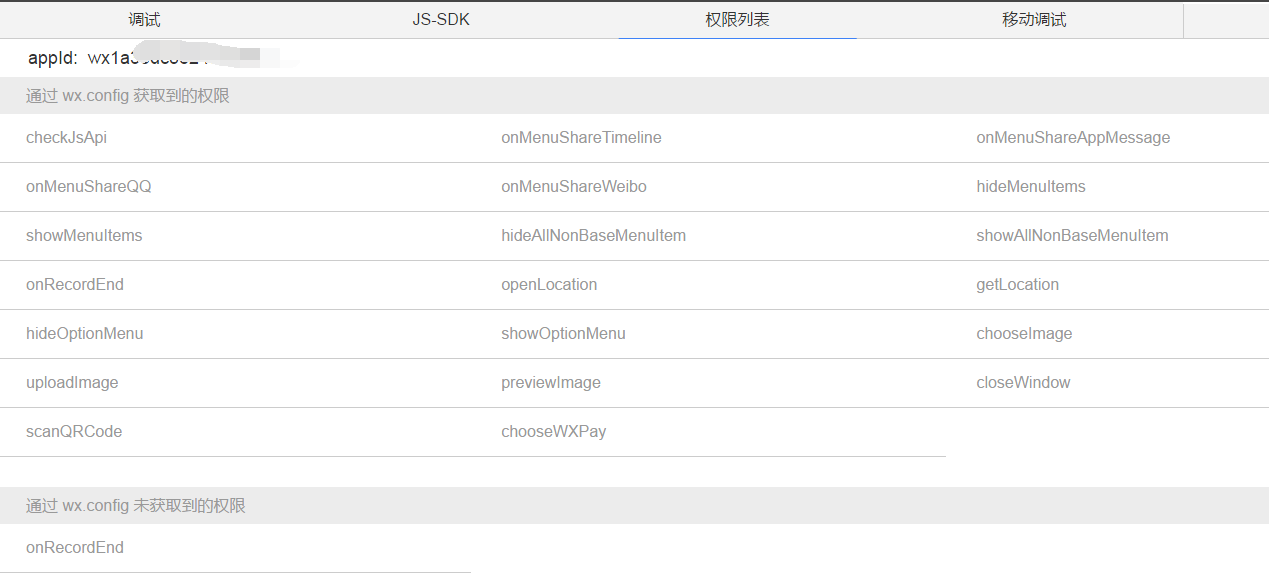 调试 JS-SDK 权限列表 移动调试
appId: wx1a
通过 wx.config 获取到的权限
checkJsApi onMenuShareTimeline onMenuShareAppMessage
onMenuShareQQ onMenuShareWeibo hideMenuItems
showMenuItems hideAllNonBaseMenuItem showAllNonBaseMenuItem
onRecordEnd openLocation getLocation
hideOptionMenu showOptionMenu chooseImage
uploadImage previewImage closeWindow
scanQRCode chooseWXPay
通过 wx.config 未获取到的权限
onRecordEnd